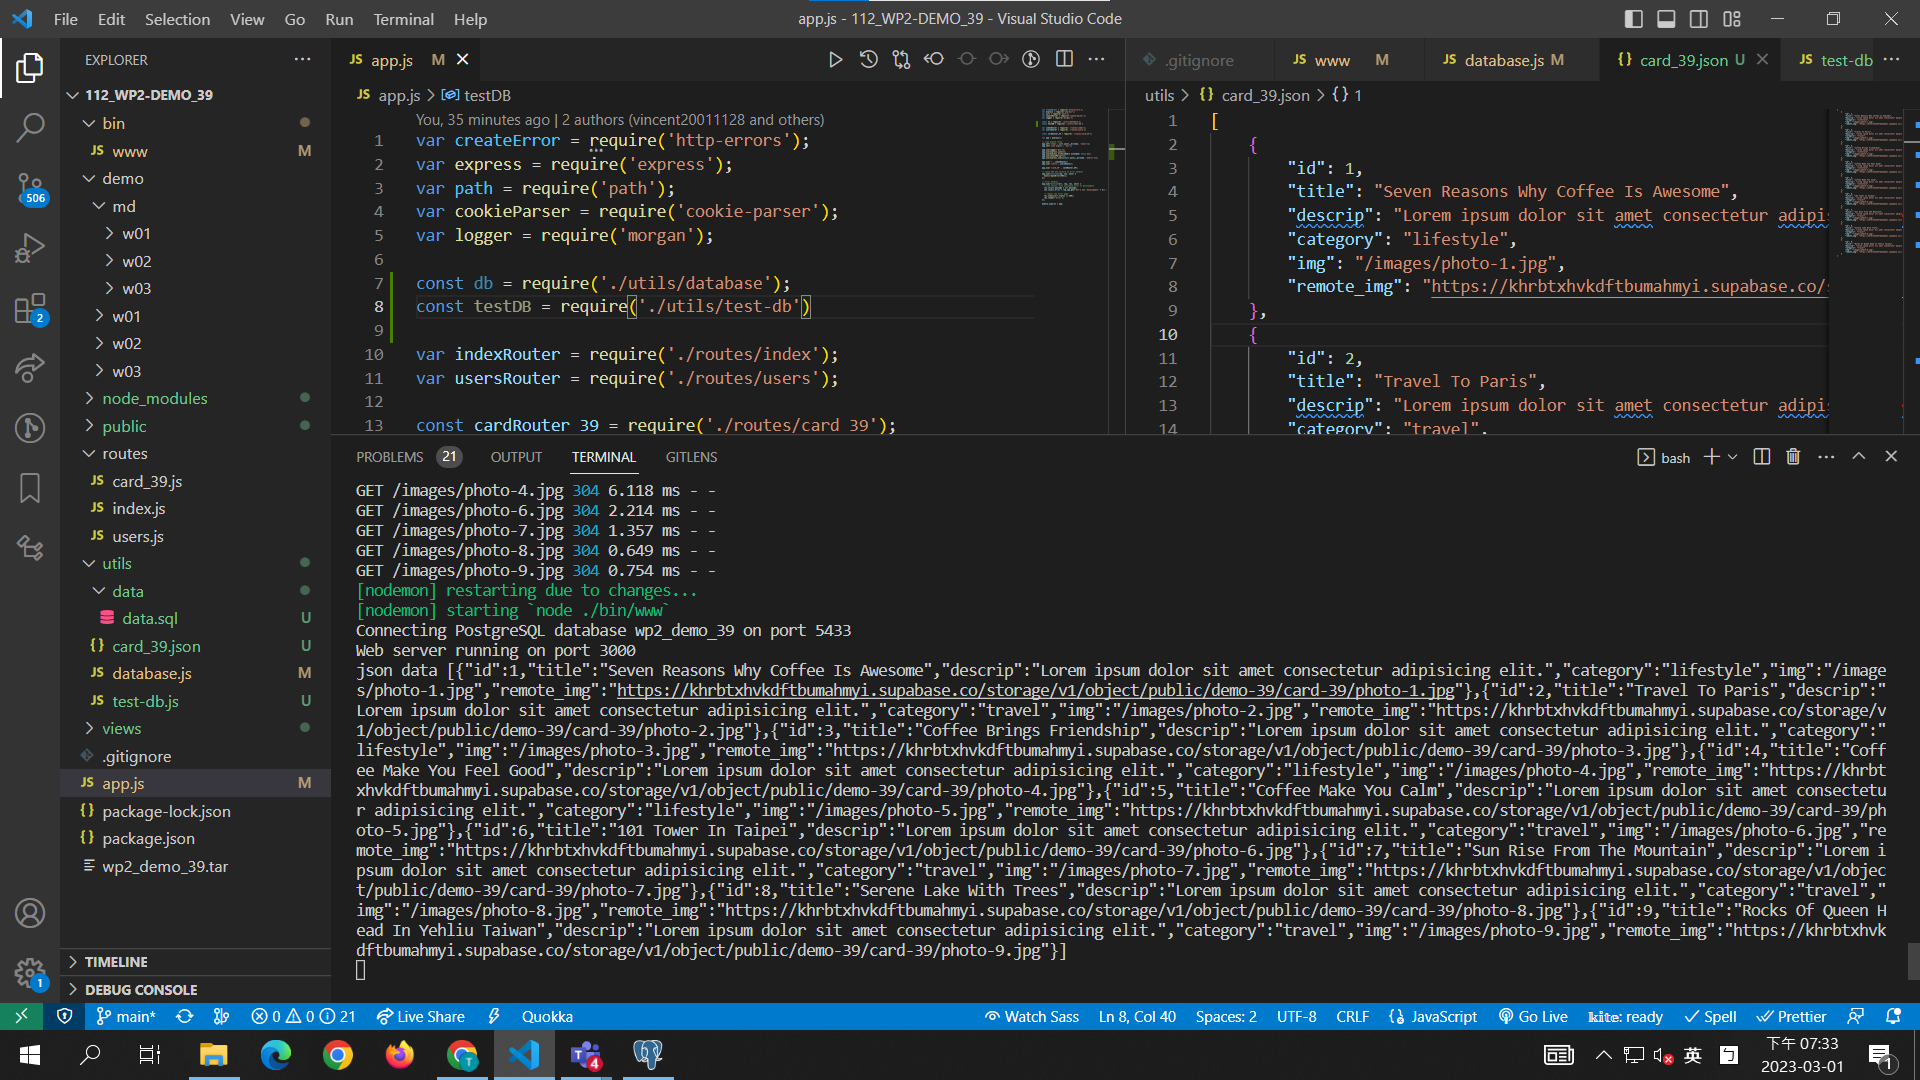 File Edit Selection View Go Run Terminal Help
app.js - 112_WP2-DEMO_39 - Visual Studio Code
EXPLORER
112_WP2-DEMO_39
bin
JS www M
demo
md
w01
w02
w03
w01
w02
w03
node_modules
public
routes
JS card_39.js
JS index.js
JS users.js
utils
data
data.sql U
{} card_39.json U
JS database.js M
JS test-db.js U
views
.gitignore
JS app.js M
{} package-lock.json
{} package.json
wp2_demo_39.tar
TIMELINE
DEBUG CONSOLE
506
2
1
JS app.js M
JS app.js > testDB
You, 35 minutes ago | 2 authors (vincent20011128 and others)
1 var createError = require('http-errors');
2 var express = require('express');
3 var path = require('path');
4 var cookieParser = require('cookie-parser');
5 var logger = require('morgan');
6
7 const db = require('./utils/database');
8 const testDB = require('./utils/test-db')
9
10 var indexRouter = require('./routes/index');
11 var usersRouter = require('./routes/users');
12
13 const cardRouter_39 = require('./routes/card_39');
.gitignore JS www M JS database.js M {} card_39.json U JS test-db
utils > {} card_39.json > {} 1
1 [
2 {
3 "id": 1,
4 "title": "Seven Reasons Why Coffee Is Awesome",
5 "descrip": "Lorem ipsum dolor sit amet consectetur adipis
6 "category": "lifestyle",
7 "img": "/images/photo-1.jpg",
8 "remote_img": "https://khrbtxhvkdftbumahmyi.supabase.co/s
9 },
10 {
11 "id": 2,
12 "title": "Travel To Paris",
13 "descrip": "Lorem ipsum dolor sit amet consectetur adipis
14 "category": "travel",
PROBLEMS 21 OUTPUT TERMINAL GITLENS
bash
GET /images/photo-4.jpg 304 6.118 ms - -
GET /images/photo-6.jpg 304 2.214 ms - -
GET /images/photo-7.jpg 304 1.357 ms - -
GET /images/photo-8.jpg 304 0.649 ms - -
GET /images/photo-9.jpg 304 0.754 ms - -
[nodemon] restarting due to changes...
[nodemon] starting `node ./bin/www`
Connecting PostgreSQL database wp2_demo_39 on port 5433
Web server running on port 3000
json data [{"id":1,"title":"Seven Reasons Why Coffee Is Awesome","descrip":"Lorem ipsum dolor sit amet consectetur adipisicing elit.","category":"lifestyle","img":"/image
s/photo-1.jpg","remote_img":"https://khrbtxhvkdftbumahmyi.supabase.co/storage/v1/object/public/demo-39/card-39/photo-1.jpg"},{"id":2,"title":"Travel To Paris","descrip":"
Lorem ipsum dolor sit amet consectetur adipisicing elit.","category":"travel","img":"/images/photo-2.jpg","remote_img":"https://khrbtxhvkdftbumahmyi.supabase.co/storage/v
1/object/public/demo-39/card-39/photo-2.jpg"},{"id":3,"title":"Coffee Brings Friendship","descrip":"Lorem ipsum dolor sit amet consectetur adipisicing elit.","category":"
lifestyle","img":"/images/photo-3.jpg","remote_img":"https://khrbtxhvkdftbumahmyi.supabase.co/storage/v1/object/public/demo-39/card-39/photo-3.jpg"},{"id":4,"title":"Coff
ee Make You Feel Good","descrip":"Lorem ipsum dolor sit amet consectetur adipisicing elit.","category":"lifestyle","img":"/images/photo-4.jpg","remote_img":"https://khrbt
xhvkdftbumahmyi.supabase.co/storage/v1/object/public/demo-39/card-39/photo-4.jpg"},{"id":5,"title":"Coffee Make You Calm","descrip":"Lorem ipsum dolor sit amet consectetu
r adipisicing elit.","category":"lifestyle","img":"/images/photo-5.jpg","remote_img":"https://khrbtxhvkdftbumahmyi.supabase.co/storage/v1/object/public/demo-39/card-39/ph
oto-5.jpg"},{"id":6,"title":"101 Tower In Taipei","descrip":"Lorem ipsum dolor sit amet consectetur adipisicing elit.","category":"travel","img":"/images/photo-6.jpg","re
mote_img":"https://khrbtxhvkdftbumahmyi.supabase.co/storage/v1/object/public/demo-39/card-39/photo-6.jpg"},{"id":7,"title":"Sun Rise From The Mountain","descrip":"Lorem i
psum dolor sit amet consectetur adipisicing elit.","category":"travel","img":"/images/photo-7.jpg","remote_img":"https://khrbtxhvkdftbumahmyi.supabase.co/storage/v1/objec
t/public/demo-39/card-39/photo-7.jpg"},{"id":8,"title":"Serene Lake With Trees","descrip":"Lorem ipsum dolor sit amet consectetur adipisicing elit.","category":"travel","
img":"/images/photo-8.jpg","remote_img":"https://khrbtxhvkdftbumahmyi.supabase.co/storage/v1/object/public/demo-39/card-39/photo-8.jpg"},{"id":9,"title":"Rocks Of Queen H
ead In Yehliu Taiwan","descrip":"Lorem ipsum dolor sit amet consectetur adipisicing elit.","category":"travel","img":"/images/photo-9.jpg","remote_img":"https://khrbtxhvk
dftbumahmyi.supabase.co/storage/v1/object/public/demo-39/card-39/photo-9.jpg"}]
main* 0 0 21 Live Share Quokka
Watch Sass Ln 8, Col 40 Spaces: 2 UTF-8 CRLF JavaScript Go Live kite: ready Spell Prettier
T
4
英
下午 07:33
2023-03-01
1